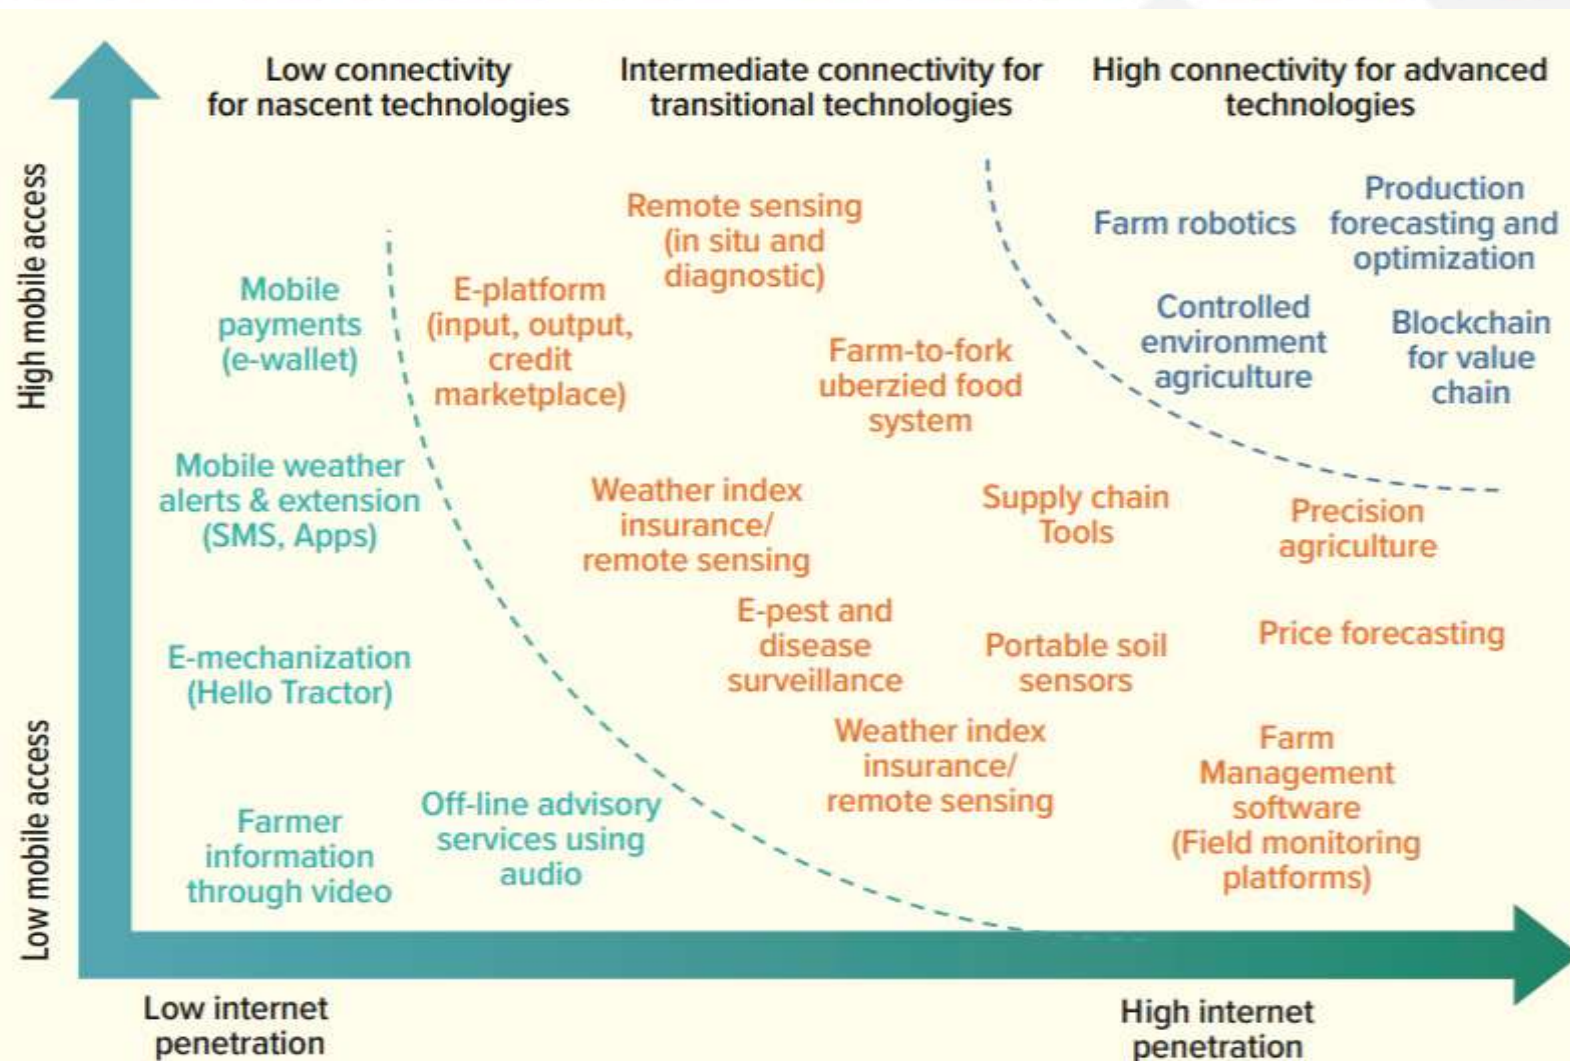 Low connectivity
for nascent technologies
Intermediate connectivity for
transitional technologies
High connectivity for advanced
technologies
High mobile access
Low mobile access
Mobile
payments
(e-wallet)
Mobile weather
alerts & extension
(SMS, Apps)
E-mechanization
(Hello Tractor)
Farmer
information
through video
Off-line advisory
services using
audio
Remote sensing
(in situ and
diagnostic)
E-platform
(input, output,
credit
marketplace)
Farm-to-fork
uberzied food
system
Weather index
insurance/
remote sensing
Supply chain
Tools
Precision
agriculture
E-pest and
disease
surveillance
Portable soil
sensors
Price forecasting
Weather index
insurance/
remote sensing
Farm
Management
software
(Field monitoring
platforms)
Farm robotics
Production
forecasting and
optimization
Controlled
environment
agriculture
Blockchain
for value
chain
Low internet
penetration
High internet
penetration